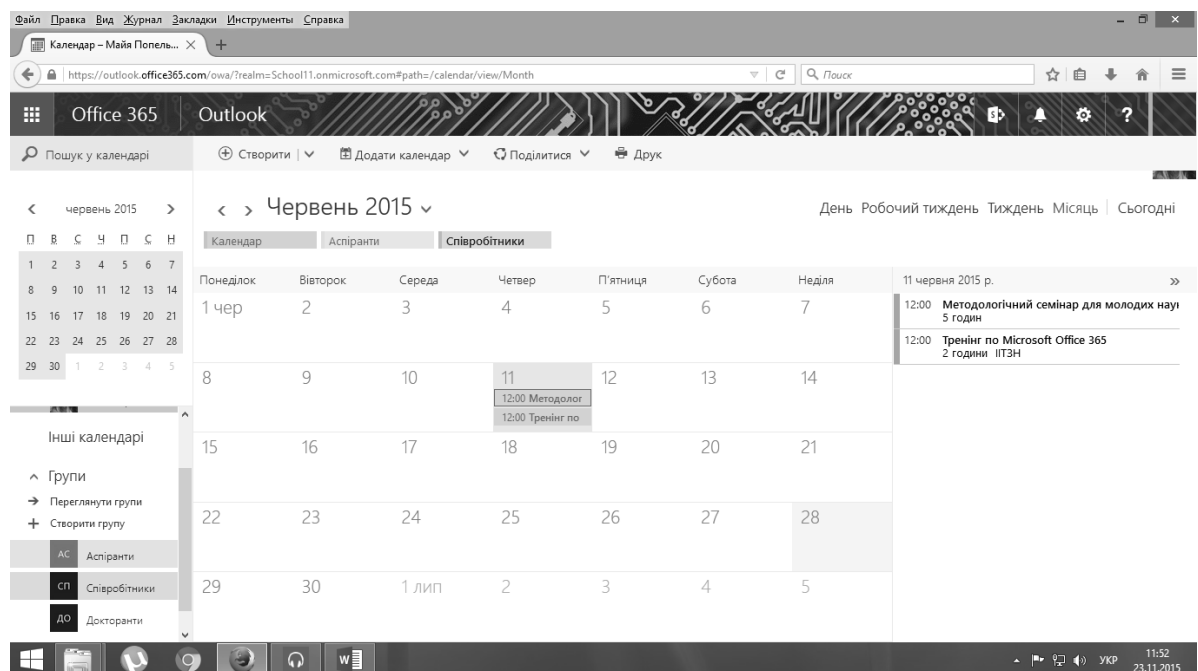 Файл Правка Вид Журнал Закладки Инструменты Справка
Календар – Майя Попель...
https://outlook.office365.com/owa/?realm=School11.onmicrosoft.com#path=/calendar/view/Month
Поиск
Office 365 Outlook
Пошук у календарі
Створити Додати календар Поділитися Друк
червень 2015
П В С Ч П С Н
1 2 3 4 5 6 7
8 9 10 11 12 13 14
15 16 17 18 19 20 21
22 23 24 25 26 27 28
29 30 1 2 3 4 5
Інші календарі
Групи
Переглянути групи
Створити групу
АС Аспіранти
СП Співробітники
ДО Докторанти
Червень 2015
День Робочий тиждень Тиждень Місяць Сьогодні
Календар Аспіранти Співробітники
Понеділок Вівторок Середа Четвер П'ятниця Субота Неділя
1 чер 2 3 4 5 6 7
8 9 10 11 12 13 14
12:00 Методолог
12:00 Тренінг по
15 16 17 18 19 20 21
22 23 24 25 26 27 28
29 30 1 лип 2 3 4 5
11 червня 2015 р.
12:00 Методологічний семінар для молодих наук
5 годин
12:00 Тренінг по Microsoft Office 365
2 години ІІТЗН
УКР
11:52
23.11.2015